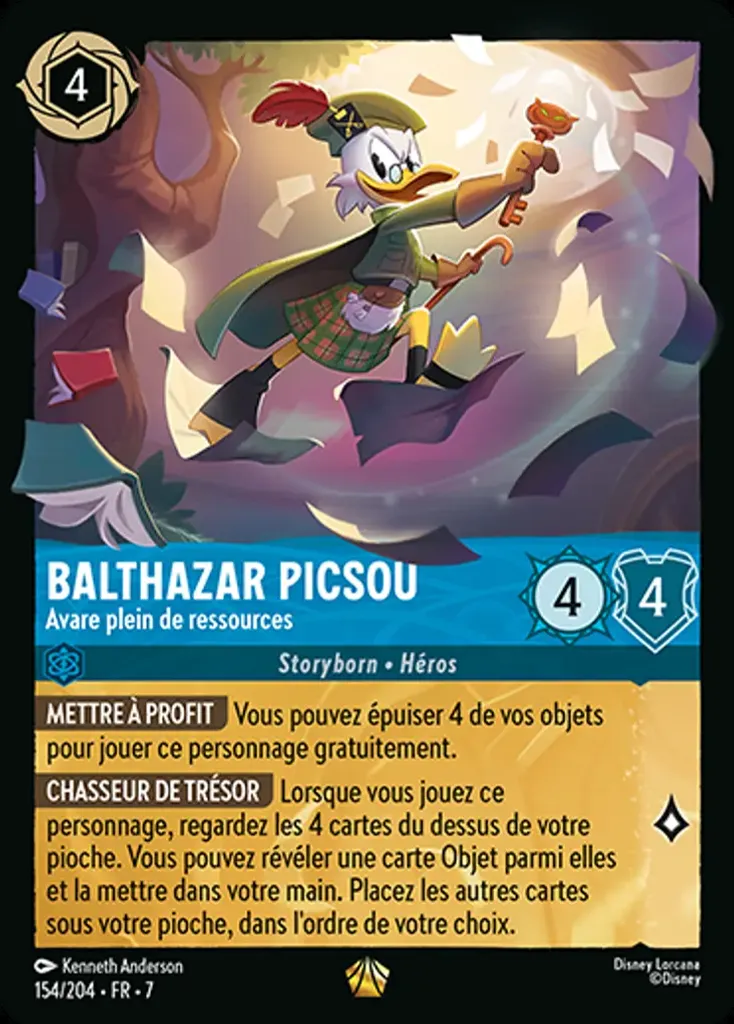 4
BALTHAZAR PICSOU
Avare plein de ressources
4
4
Storyborn • Héros
METTRE À PROFIT Vous pouvez épuiser 4 de vos objets
pour jouer ce personnage gratuitement.
CHASSEUR DE TRÉSOR Lorsque vous jouez ce
personnage, regardez les 4 cartes du dessus de votre
pioche. Vous pouvez révéler une carte Objet parmi elles
et la mettre dans votre main. Placez les autres cartes
sous votre pioche, dans l'ordre de votre choix.
Kenneth Anderson
154/204 • FR • 7
Disney Lorcana
©Disney